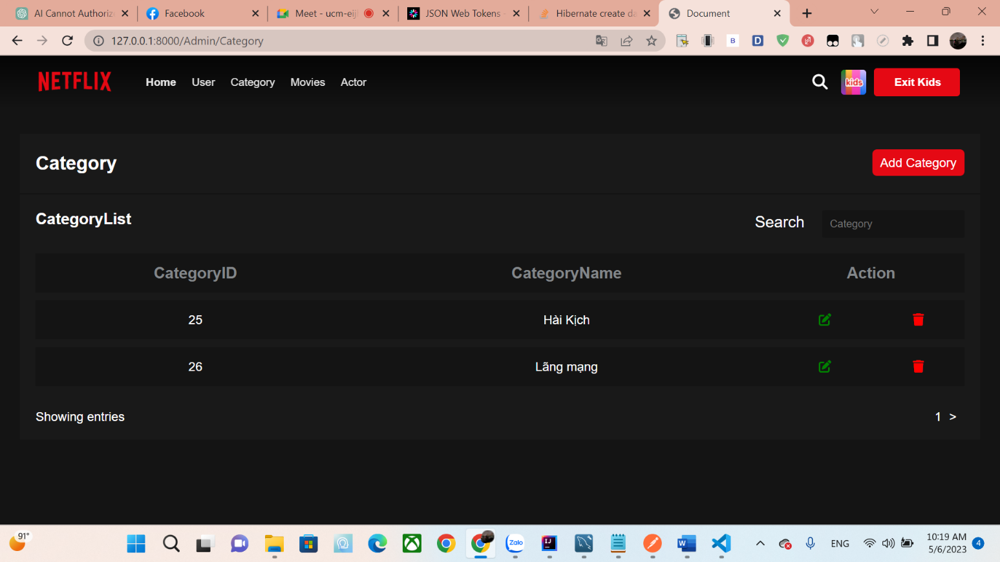 AI Cannot Authoriz
Facebook
Meet - ucm-eij
JSON Web Tokens -
Hibernate create da
Document
127.0.0.1:8000/Admin/Category
B
D
NETFLIX
Home
User
Category
Movies
Actor
kids
Exit Kids
Category
Add Category
CategoryList
Search
Category
CategoryID
CategoryName
Action
25
Hài Kịch
26
Lãng mạng
Showing entries
1 >
91°
Zalo
IJ
W
ENG
10:19 AM
5/6/2023
4